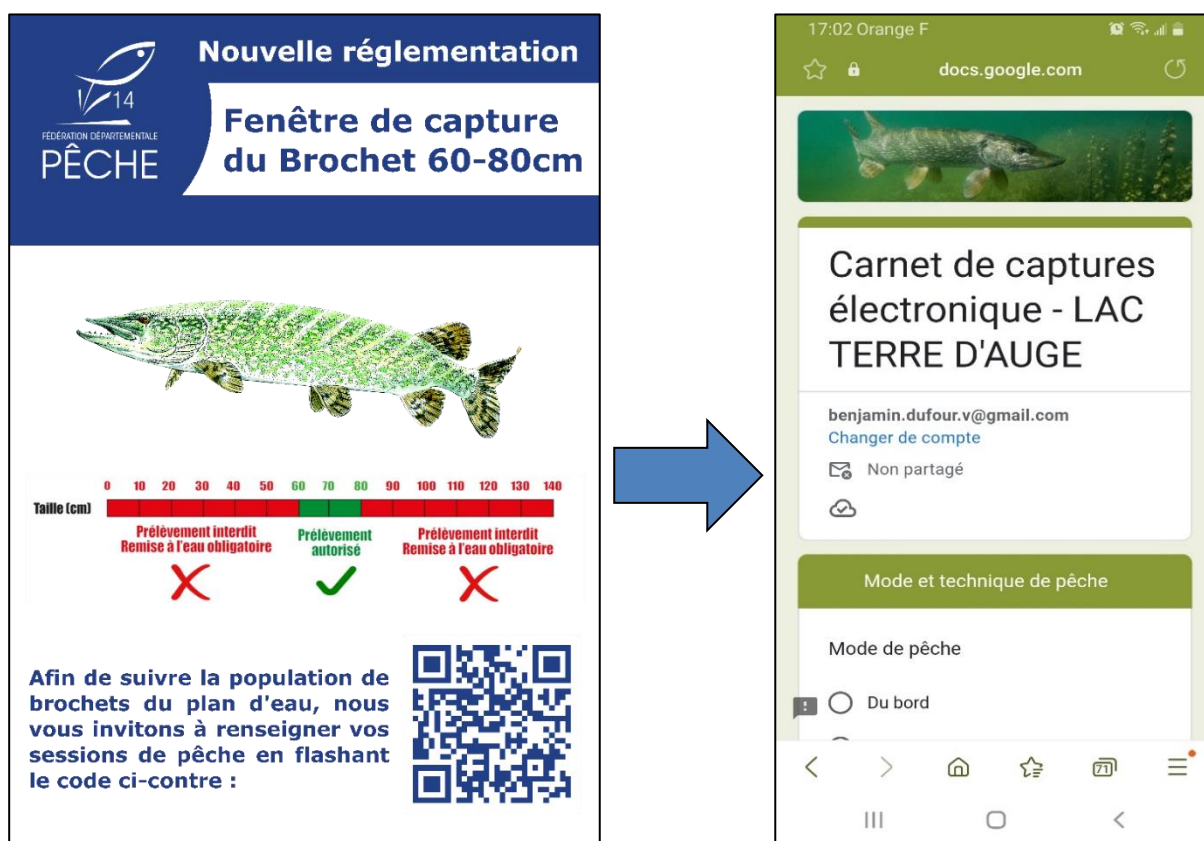 Nouvelle réglementation
14
FÉDÉRATION DÉPARTEMENTALE
PÊCHE
Fenêtre de capture
du Brochet 60-80cm
0 10 20 30 40 50 60 70 80 90 100 110 120 130 140
Taille (cm)
Prélèvement interdit
Remise à l'eau obligatoire
Prélèvement
autorisé
Prélèvement interdit
Remise à l'eau obligatoire
Afin de suivre la population de
brochets du plan d'eau, nous
vous invitons à renseigner vos
sessions de pêche en flashant
le code ci-contre :
17:02 Orange F
docs.google.com
Carnet de captures
électronique - LAC
TERRE D'AUGE
benjamin.dufour.v@gmail.com
Changer de compte
Non partagé
Mode et technique de pêche
Mode de pêche
Du bord
71